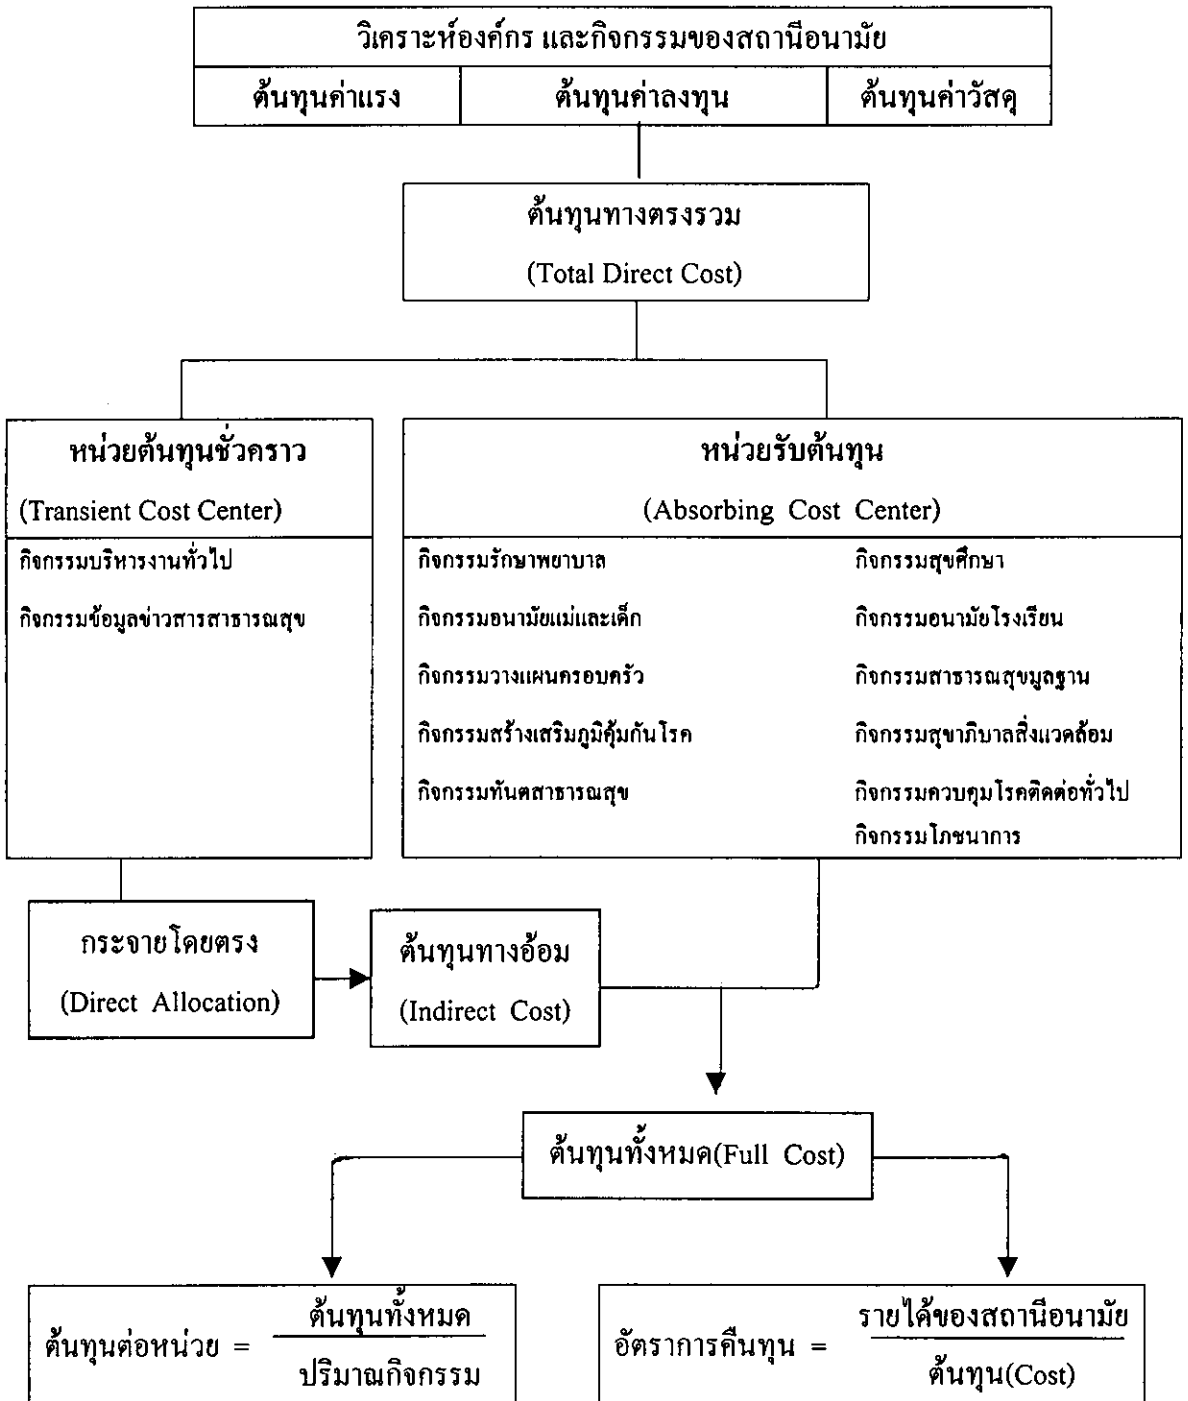 วิเคราะห์องค์กร และกิจกรรมของสถานีอนามัย
ต้นทุนค่าแรง ต้นทุนค่าลงทุน ต้นทุนค่าวัสดุ
ต้นทุนทางตรงรวม
(Total Direct Cost)
หน่วยต้นทุนชั่วคราว
(Transient Cost Center)
กิจกรรมบริหารงานทั่วไป
กิจกรรมข้อมูลข่าวสารสาธารณสุข
หน่วยรับต้นทุน
(Absorbing Cost Center)
กิจกรรมรักษาพยาบาล
กิจกรรมอนามัยแม่และเด็ก
กิจกรรมวางแผนครอบครัว
กิจกรรมสร้างเสริมภูมิคุ้มกันโรค
กิจกรรมทันตสาธารณสุข
กิจกรรมสุขศึกษา
กิจกรรมอนามัยโรงเรียน
กิจกรรมสาธารณสุขมูลฐาน
กิจกรรมสุขาภิบาลสิ่งแวดล้อม
กิจกรรมควบคุมโรคติดต่อทั่วไป
กิจกรรมโภชนาการ
กระจายโดยตรง
(Direct Allocation)
ต้นทุนทางอ้อม
(Indirect Cost)
ต้นทุนทั้งหมด(Full Cost)
ต้นทุนต่อหน่วย = ต้นทุนทั้งหมด
ปริมาณกิจกรรม
อัตราการคืนทุน = รายได้ของสถานีอนามัย
ต้นทุน(Cost)